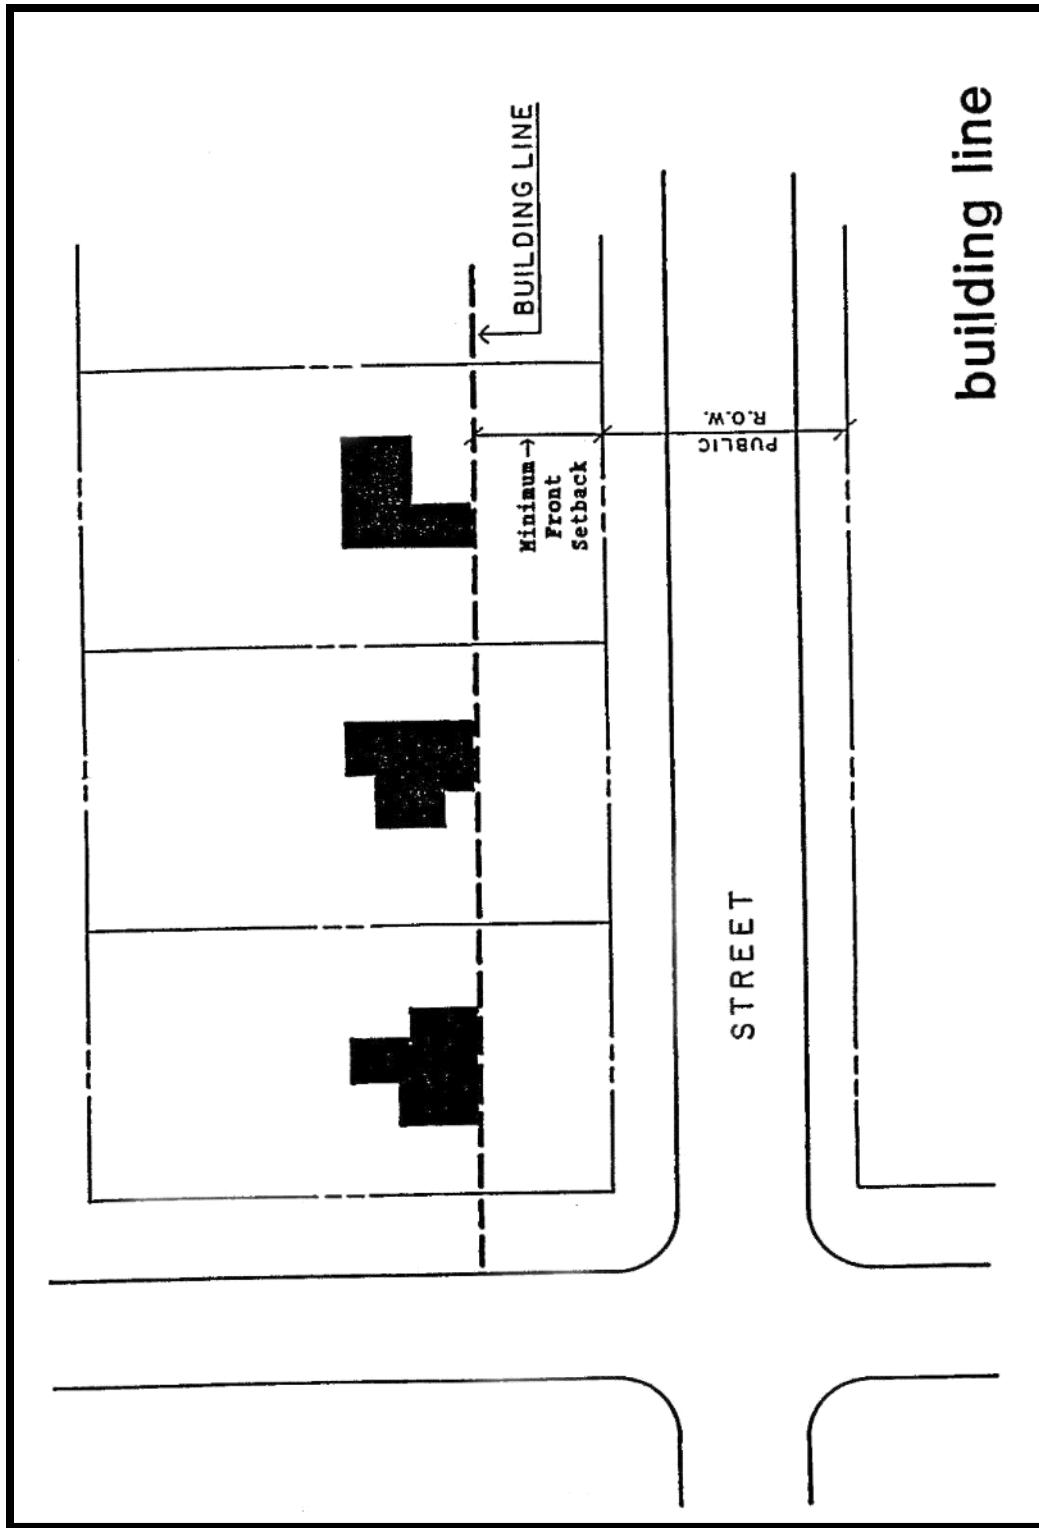 BUILDING LINE
Minimum→
Front
Setback
PUBLIC
R.O.W.
STREET
building line